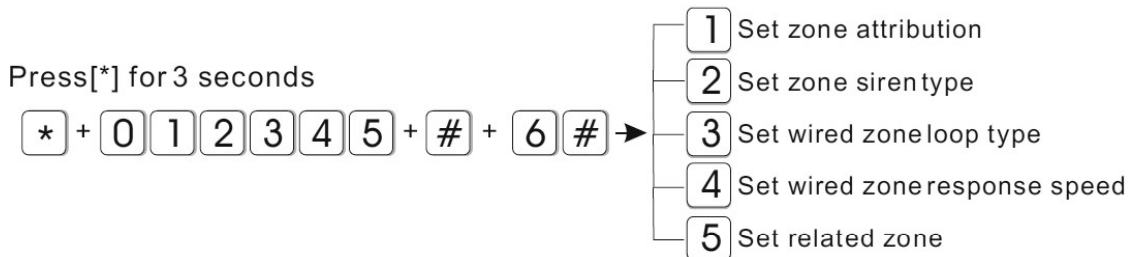 Press[*] for 3 seconds
* + 0 1 2 3 4 5 + # + 6 #
1 Set zone attribution
2 Set zone siren type
3 Set wired zone loop type
4 Set wired zone response speed
5 Set related zone